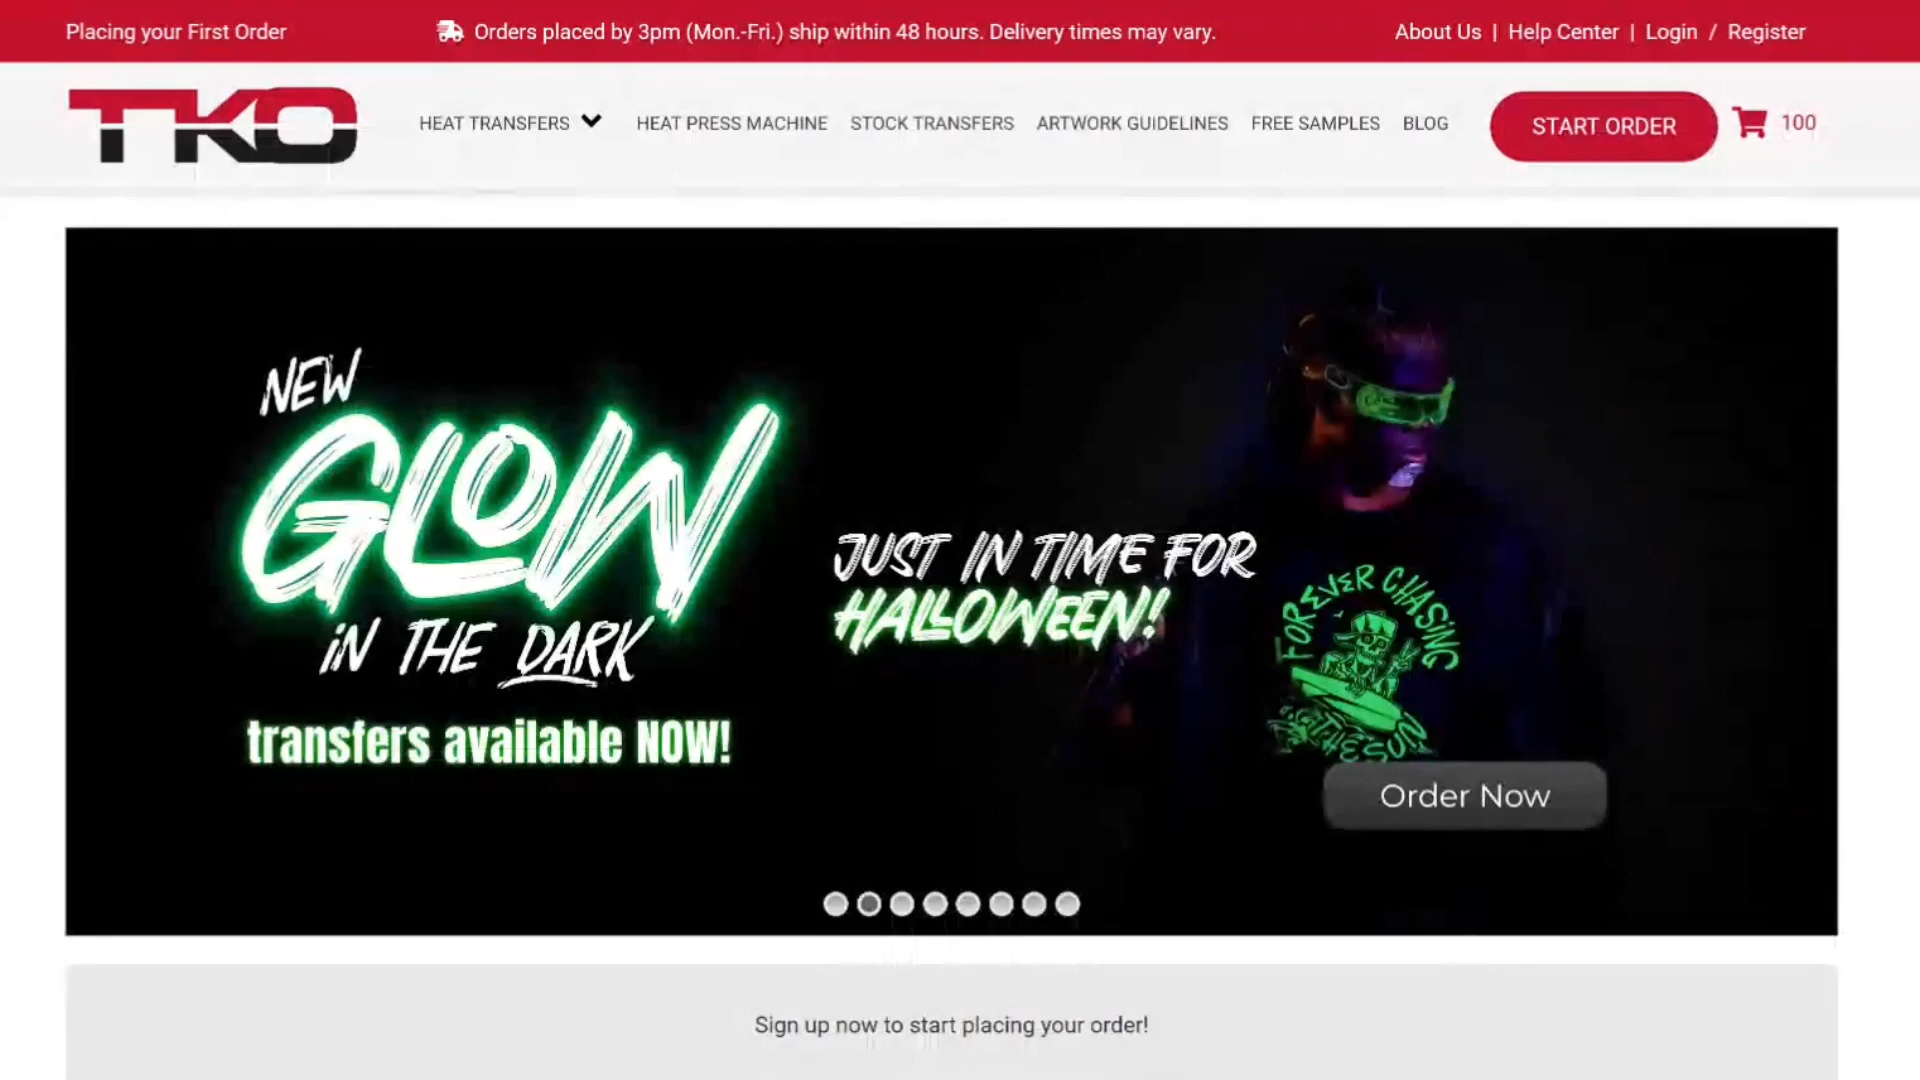 Placing your First Order
Orders placed by 3pm (Mon.-Fri.) ship within 48 hours. Delivery times may vary.
About Us | Help Center | Login / Register
TKO
HEAT TRANSFERS
HEAT PRESS MACHINE
STOCK TRANSFERS
ARTWORK GUIDELINES
FREE SAMPLES
BLOG
START ORDER
100
NEW
GLOW
IN THE DARK
transfers available NOW!
JUST IN TIME FOR
HALLOWEEN!
FOREVER CHASING
SUNSETS
Order Now
Sign up now to start placing your order!